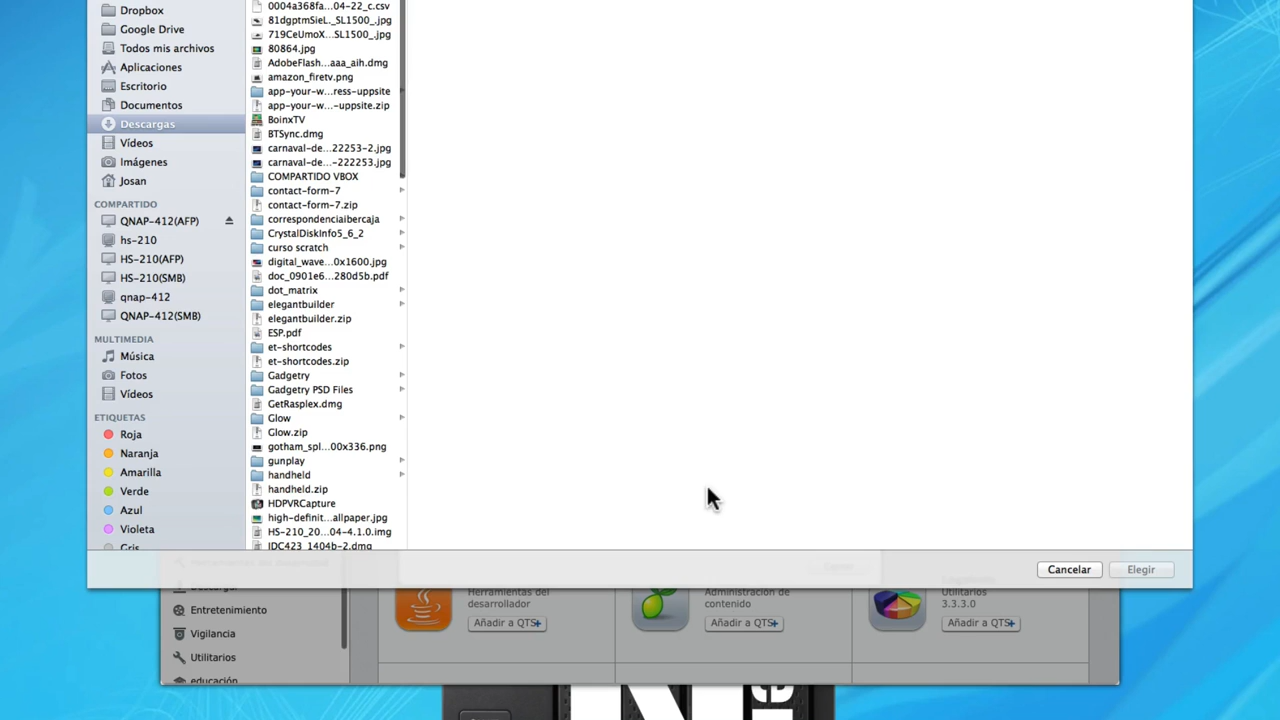 Dropbox
Google Drive
Todos mis archivos
Aplicaciones
Escritorio
Documentos
Descargas
Vídeos
Imágenes
Josan
COMPARTIDO
QNAP-412(AFP)
hs-210
HS-210(AFP)
HS-210(SMB)
qnap-412
QNAP-412(SMB)
MULTIMEDIA
Música
Fotos
Vídeos
ETIQUETAS
Roja
Naranja
Amarilla
Verde
Azul
Violeta
Gris
0004a368fa...04-22_c.csv
81dgptmSieL._SL1500_.jpg
719CeUmoX...SL1500_.jpg
80864.jpg
AdobeFlash...aaa_aih.dmg
amazon_firetv.png
app-your-w...ress-uppsite
app-your-w...-uppsite.zip
BoinxTV
BTSync.dmg
carnaval-de...22253-2.jpg
carnaval-de...-222253.jpg
COMPARTIDO VBOX
contact-form-7
contact-form-7.zip
correspondenciaibercaja
CrystalDiskInfo5_6_2
curso scratch
digital_wave...0x1600.jpg
doc_0901e6...280d5b.pdf
dot_matrix
elegantbuilder
elegantbuilder.zip
ESP.pdf
et-shortcodes
et-shortcodes.zip
Gadgetry
Gadgetry PSD Files
GetRasplex.dmg
Glow
Glow.zip
gotham_spl...00x336.png
gunplay
handheld
handheld.zip
HDPVRCapture
high-definit...allpaper.jpg
HS-210_20...04-4.1.0.img
IDC423_1404b-2.dmg
Cancelar
Elegir
Entretenimiento
Vigilancia
Utilitarios
educación
Herramientas del
desarrollador
Añadir a QTS+
Administración de
contenido
Añadir a QTS+
Utilitarios
3.3.3.0
Añadir a QTS+